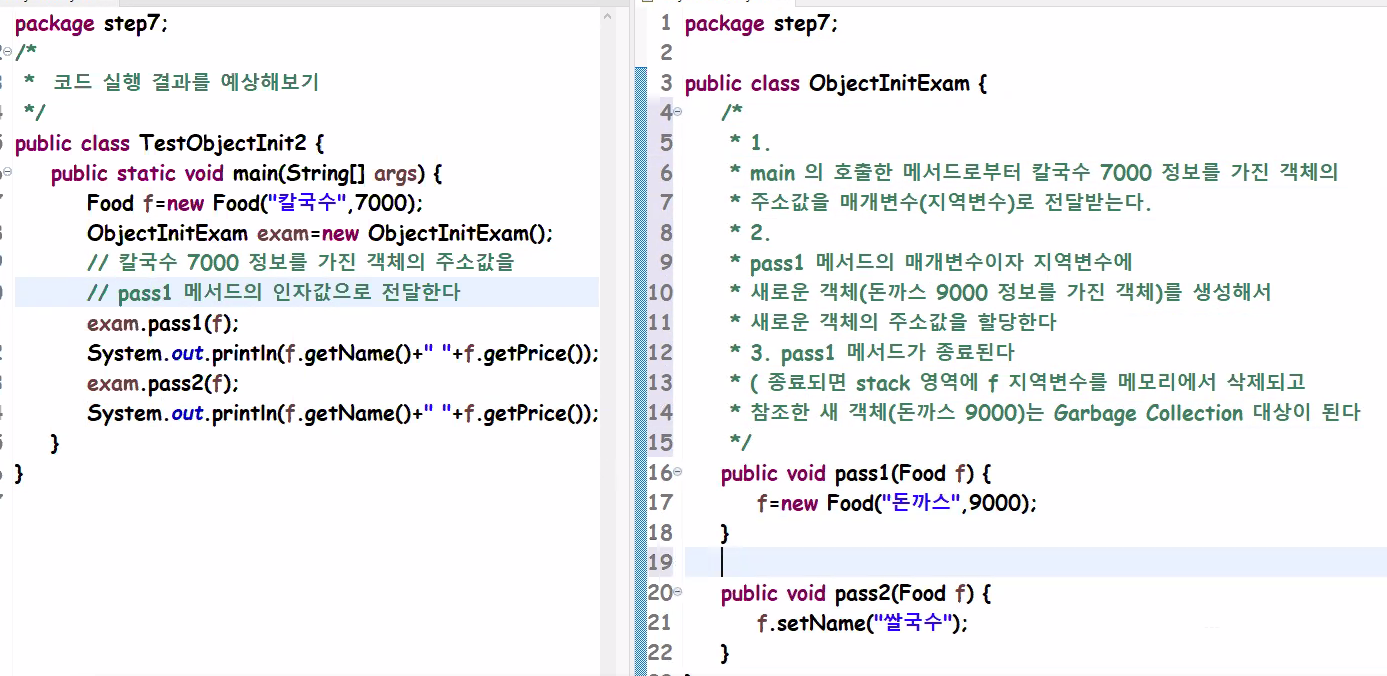 package step7;
/*
* 코드 실행 결과를 예상해보기
*/
public class TestObjectInit2 {
public static void main(String[] args) {
Food f=new Food("칼국수",7000);
ObjectInitExam exam=new ObjectInitExam();
// 칼국수 7000 정보를 가진 객체의 주소값을
// pass1 메서드의 인자값으로 전달한다
exam.pass1(f);
System.out.println(f.getName()+" "+f.getPrice());
exam.pass2(f);
System.out.println(f.getName()+" "+f.getPrice());
}
}
1 package step7;
2
3 public class ObjectInitExam {
4 /*
5 * 1.
6 * main 의 호출한 메서드로부터 칼국수 7000 정보를 가진 객체의
7 * 주소값을 매개변수(지역변수)로 전달받는다.
8 * 2.
9 * pass1 메서드의 매개변수이자 지역변수에
10 * 새로운 객체(돈까스 9000 정보를 가진 객체)를 생성해서
11 * 새로운 객체의 주소값을 할당한다
12 * 3. pass1 메서드가 종료된다
13 * ( 종료되면 stack 영역에 f 지역변수를 메모리에서 삭제되고
14 * 참조한 새 객체(돈까스 9000)는 Garbage Collection 대상이 된다
15 */
16 public void pass1(Food f) {
17 f=new Food("돈까스",9000);
18 }
19
20 public void pass2(Food f) {
21 f.setName("쌀국수");
22 }